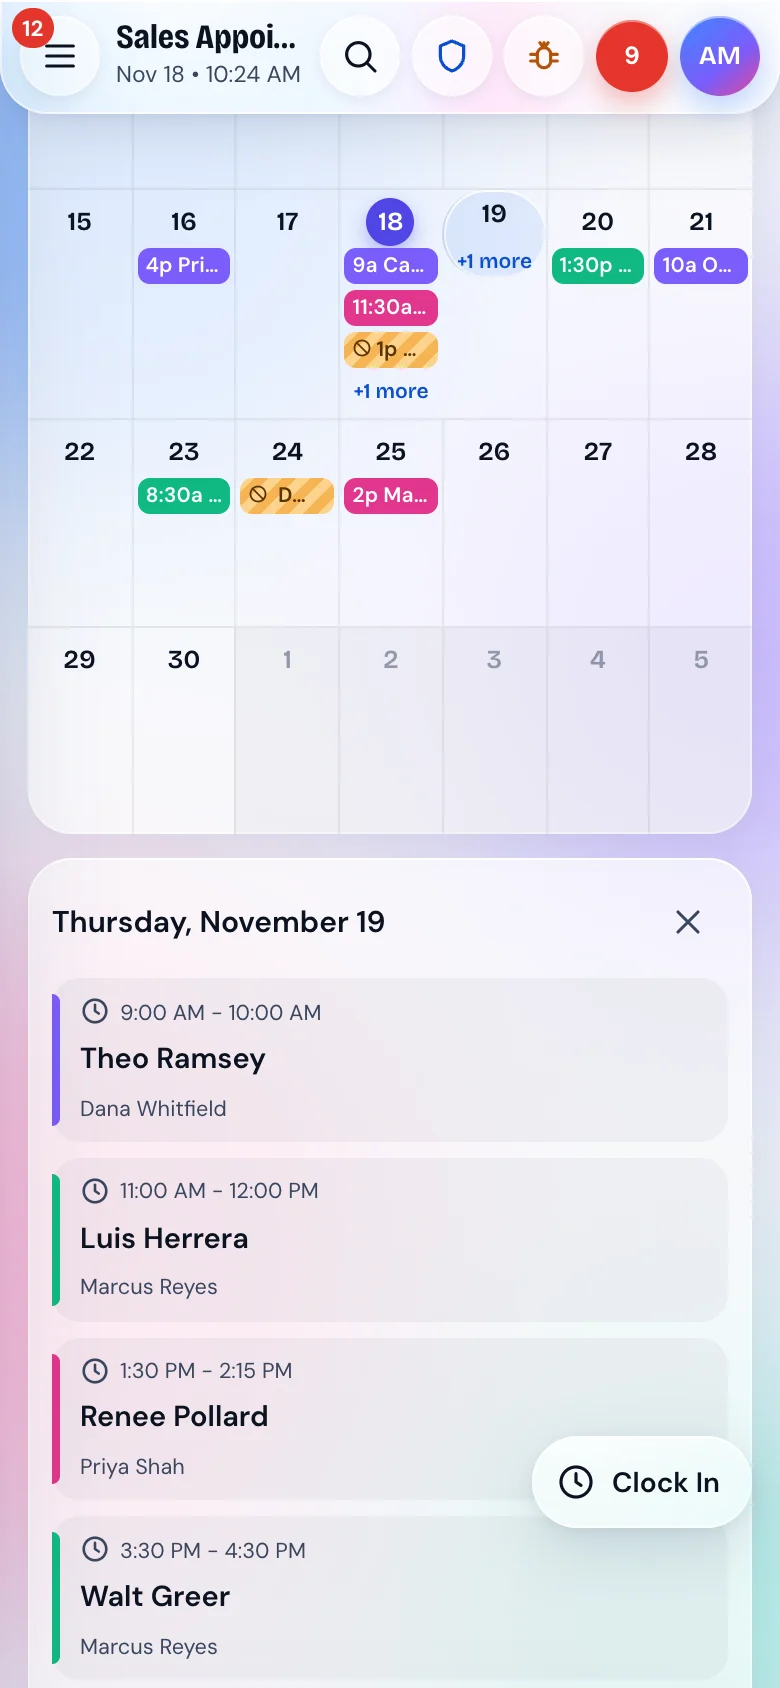 12
Sales Appoi...
Nov 18 • 10:24 AM
9
AM
15 16 17 18 19 20 21
4p Pri... 9a Ca... +1 more 1:30p ... 10a O...
11:30a...
1p ...
+1 more
22 23 24 25 26 27 28
8:30a ... D... 2p Ma...
29 30 1 2 3 4 5
Thursday, November 19
9:00 AM – 10:00 AM
Theo Ramsey
Dana Whitfield
11:00 AM – 12:00 PM
Luis Herrera
Marcus Reyes
1:30 PM – 2:15 PM
Renee Pollard
Priya Shah
Clock In
3:30 PM – 4:30 PM
Walt Greer
Marcus Reyes